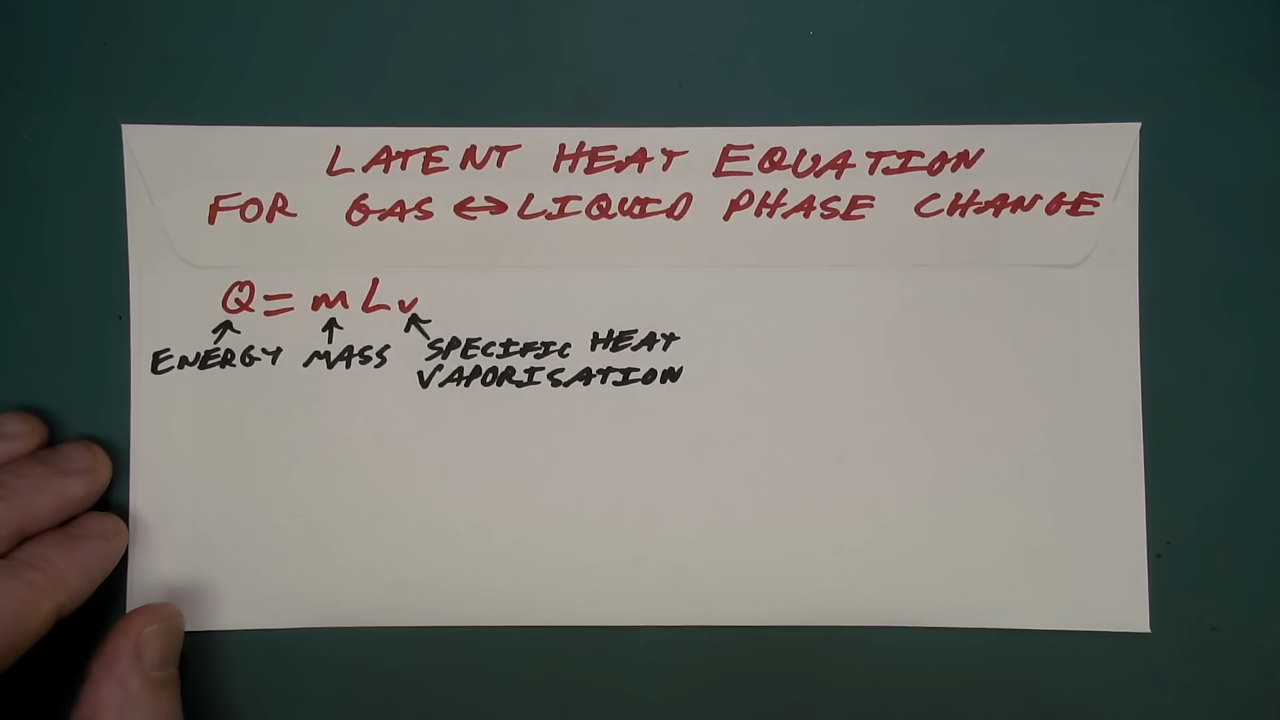 LATENT HEAT EQUATION
FOR GAS ↔ LIQUID PHASE CHANGE
Q = m Lv
ENERGY MASS SPECIFIC HEAT
VAPORISATION